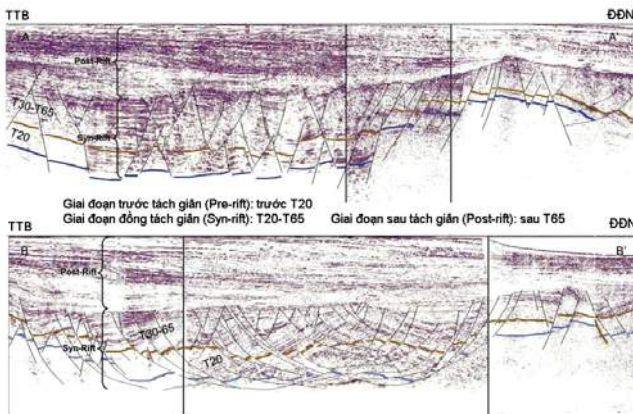 TTB
ĐĐN
A
A'
Post-Rift
T30-T65
Syn-Rift
T20
Giai đoạn trước tách giãn (Pre-rift): trước T20
Giai đoạn đồng tách giãn (Syn-rift): T20-T65
Giai đoạn sau tách giãn (Post-rift): sau T65
TTB
ĐĐN
B
B'
Post-Rift
T30-65
Syn-Rift
T20